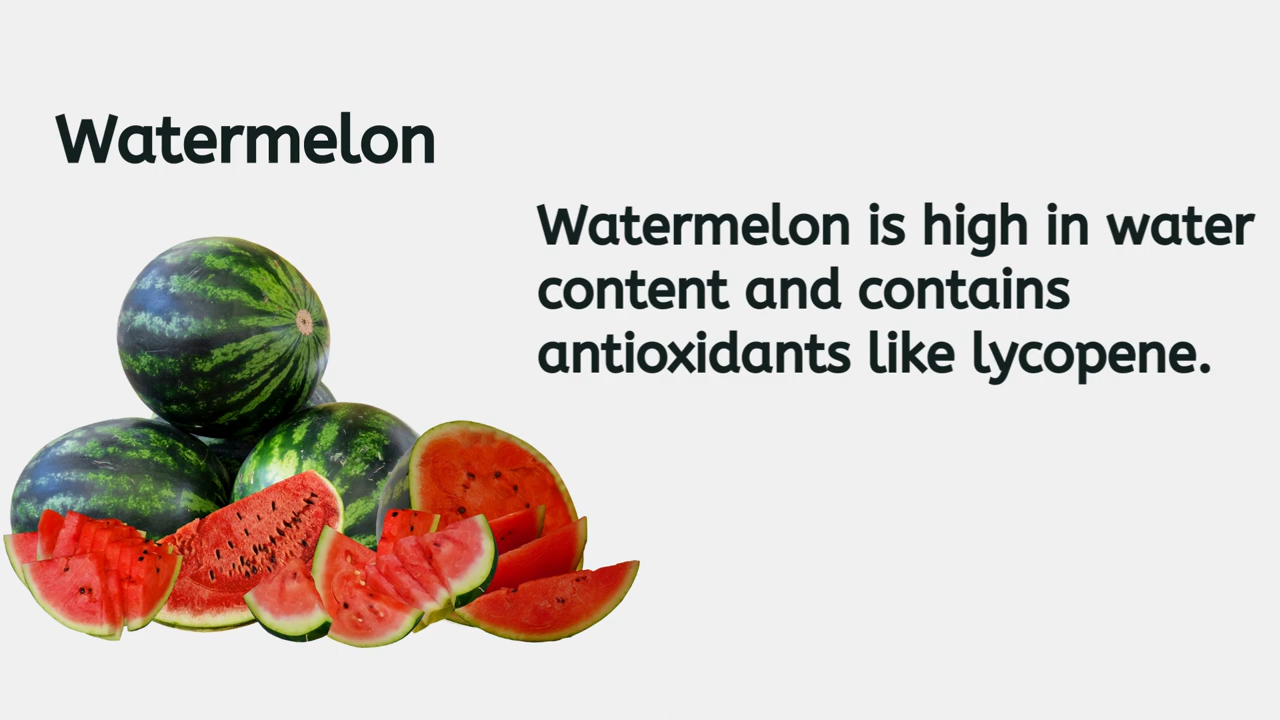 Watermelon
Watermelon is high in water
content and contains
antioxidants like lycopene.